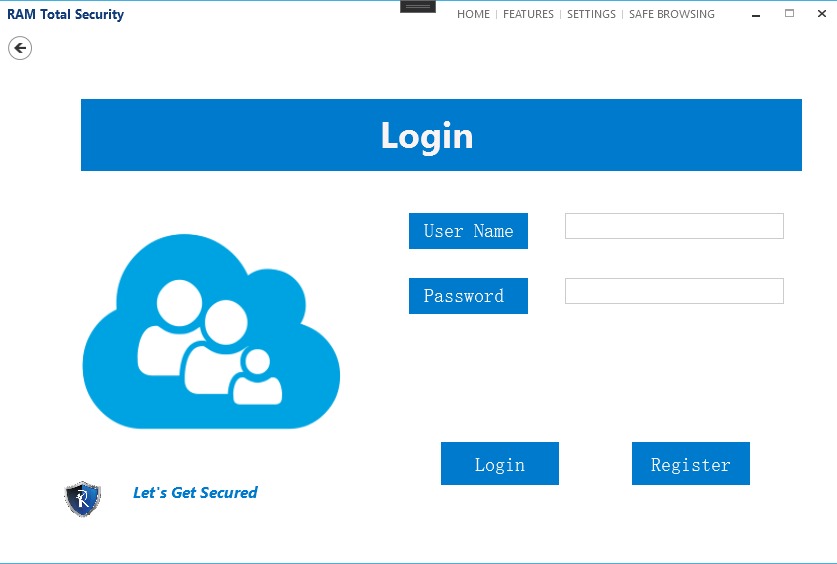 RAM Total Security
HOME | FEATURES | SETTINGS | SAFE BROWSING
Login
User Name
Password
Login
Register
R
Let's Get Secured